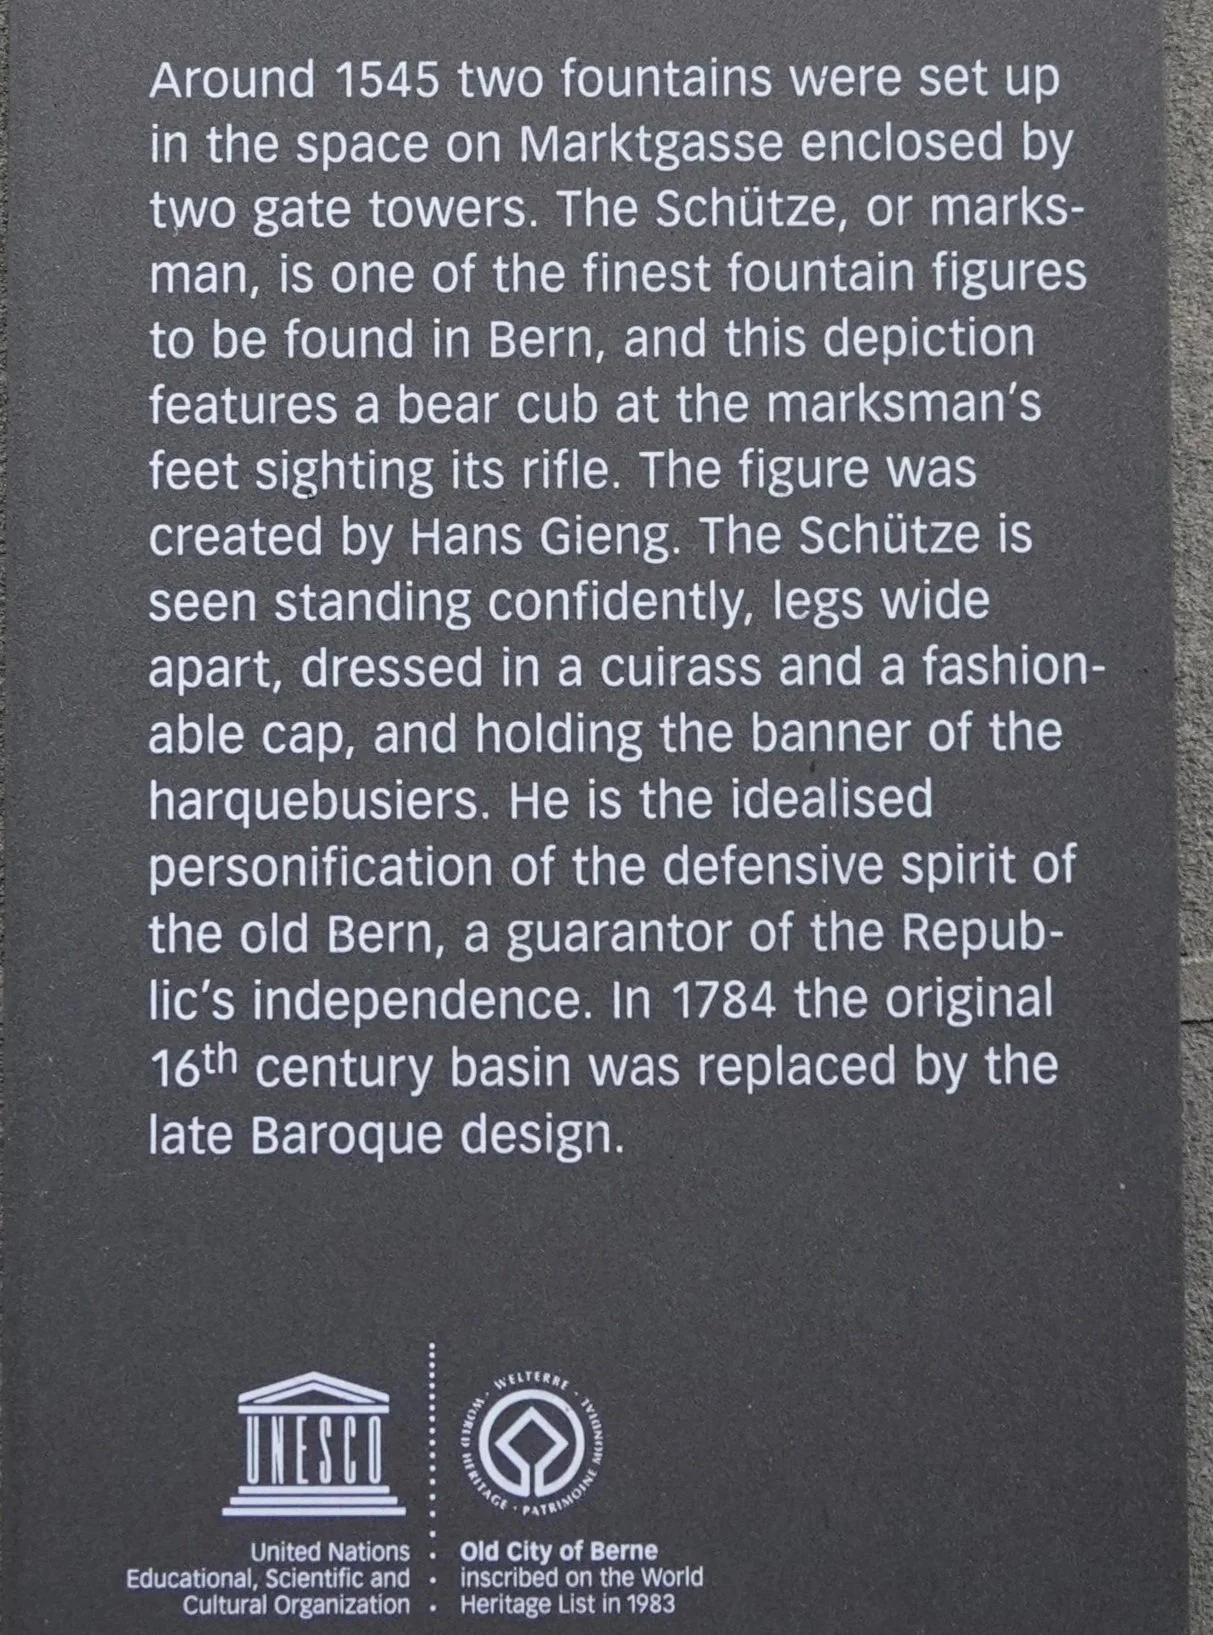 Around 1545 two fountains were set up
in the space on Marktgasse enclosed by
two gate towers. The Schütze, or marks-
man, is one of the finest fountain figures
to be found in Bern, and this depiction
features a bear cub at the marksman’s
feet sighting its rifle. The figure was
created by Hans Gieng. The Schütze is
seen standing confidently, legs wide
apart, dressed in a cuirass and a fashion-
able cap, and holding the banner of the
harquebusiers. He is the idealised
personification of the defensive spirit of
the old Bern, a guarantor of the Repub-
lic’s independence. In 1784 the original
16th century basin was replaced by the
late Baroque design.
UNESCO
United Nations
Educational, Scientific and
Cultural Organization
WORLD HERITAGE · WELTERBE · PATRIMOINE MONDIAL
Old City of Berne
inscribed on the World
Heritage List in 1983